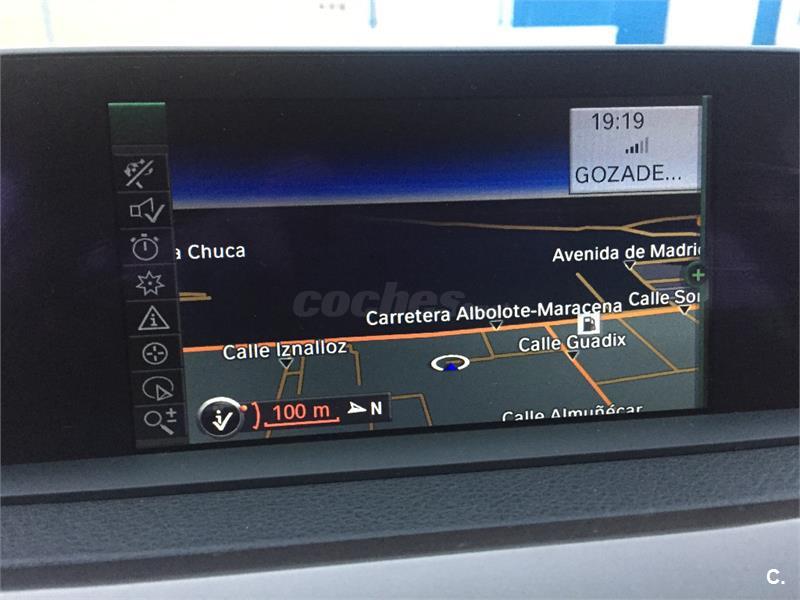 19:19
GOZADE...
a Chuca
Avenida de Madri
coches
Carretera Albolote-Maracena
Calle Sor
Calle Iznalloz
Calle Guadix
100 m
N
Calle Almuñécar
C.